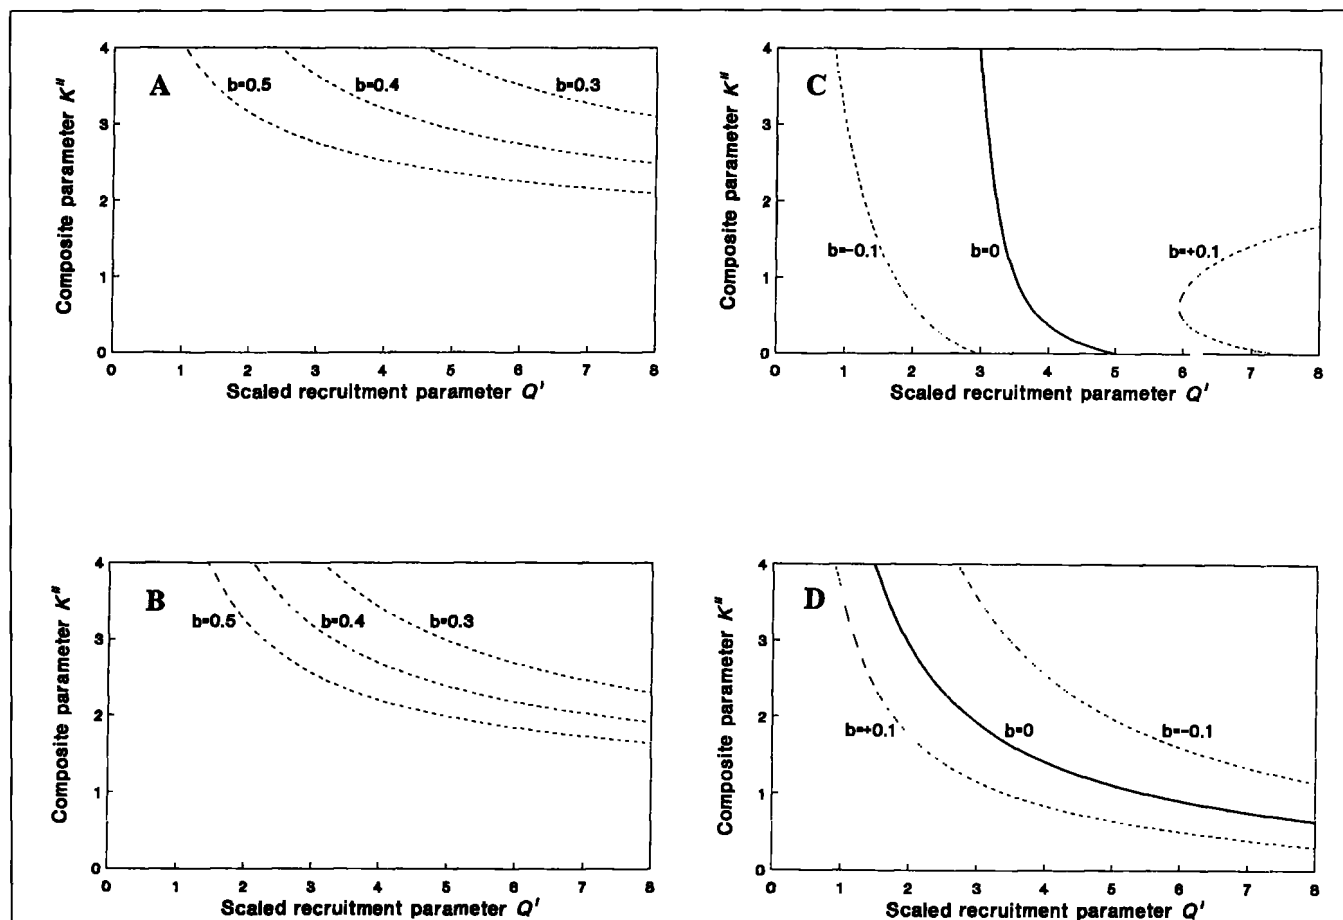 A
Composite parameter K"
4
3
2
1
0
b=0.5
b=0.4
b=0.3
0 1 2 3 4 5 6 7 8
Scaled recruitment parameter Q'
C
Composite parameter K"
4
3
2
1
0
b=-0.1
b=0
b=+0.1
0 1 2 3 4 5 6 7 8
Scaled recruitment parameter Q'
B
Composite parameter K"
4
3
2
1
0
b=0.5
b=0.4
b=0.3
0 1 2 3 4 5 6 7 8
Scaled recruitment parameter Q'
D
Composite parameter K"
4
3
2
1
0
b=+0.1
b=0
b=-0.1
0 1 2 3 4 5 6 7 8
Scaled recruitment parameter Q'